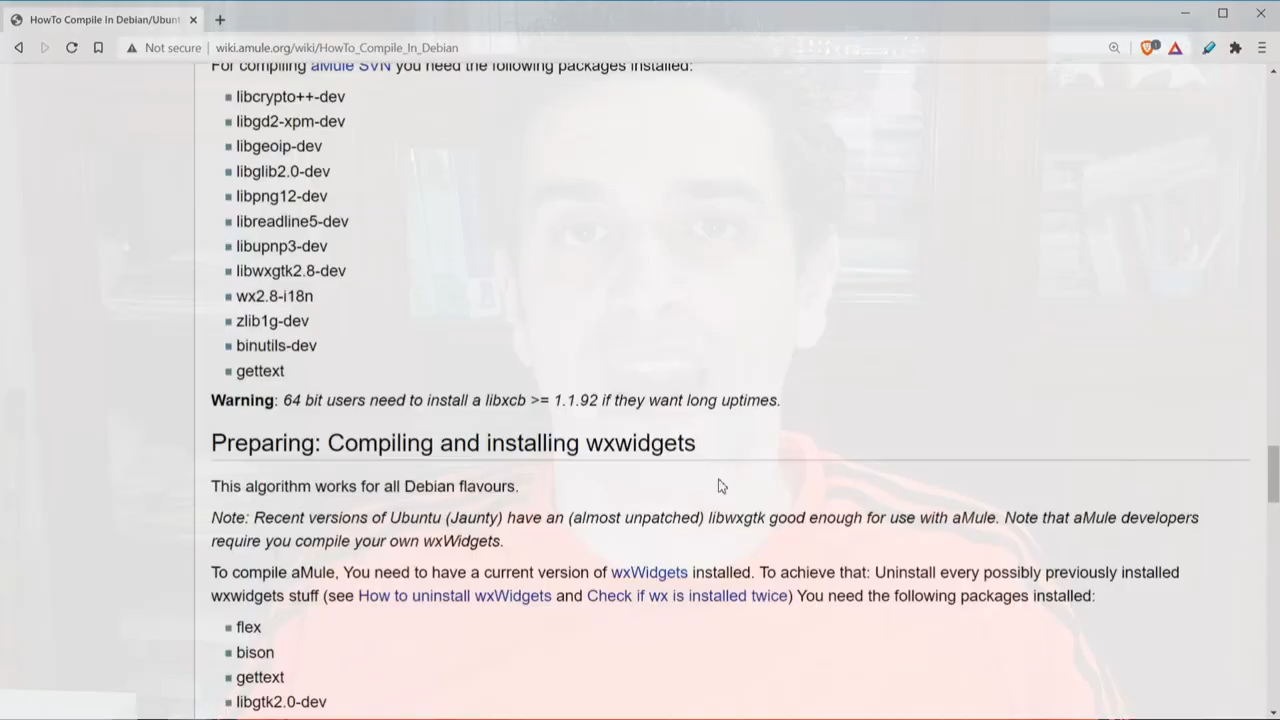 HowTo Compile In Debian/Ubunt
Not secure
wiki.amule.org/wiki/HowTo_Compile_In_Debian
For compiling aMule SVN you need the following packages installed:
libcrypto++-dev
libgd2-xpm-dev
libgeoip-dev
libglib2.0-dev
libpng12-dev
libreadline5-dev
libupnp3-dev
libwxgtk2.8-dev
wx2.8-i18n
zlib1g-dev
binutils-dev
gettext
Warning: 64 bit users need to install a libxcb >= 1.1.92 if they want long uptimes.
Preparing: Compiling and installing wxwidgets
This algorithm works for all Debian flavours.
Note: Recent versions of Ubuntu (Jaunty) have an (almost unpatched) libwxgtk good enough for use with aMule. Note that aMule developers
require you compile your own wxWidgets.
To compile aMule, You need to have a current version of wxWidgets installed. To achieve that: Uninstall every possibly previously installed
wxwidgets stuff (see How to uninstall wxWidgets and Check if wx is installed twice) You need the following packages installed:
flex
bison
gettext
libgtk2.0-dev